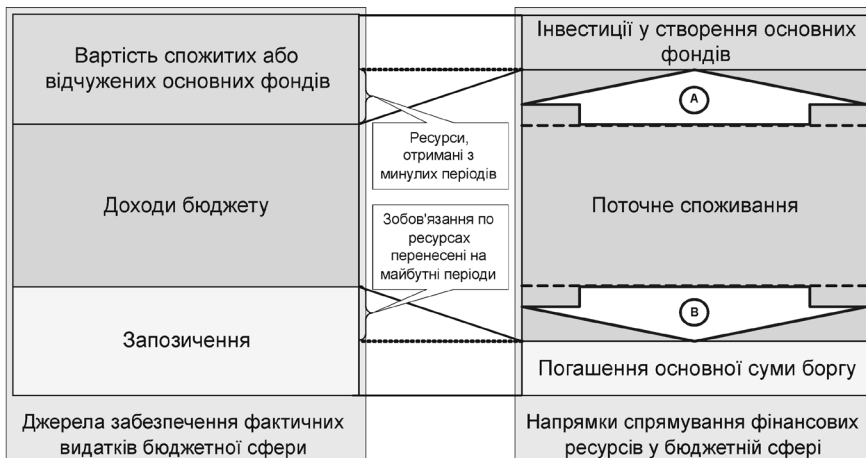 Вартість спожитих або
відчужених основних фондів
Доходи бюджету
Запозичення
Джерела забезпечення фактичних
видатків бюджетної сфери
Ресурси,
отримані з
минулих періодів
Зобов'язання по
ресурсах
перенесені на
майбутні періоди
Інвестиції у створення основних
фондів
A
Поточне споживання
B
Погашення основної суми боргу
Напрямки спрямування фінансових
ресурсів у бюджетній сфері